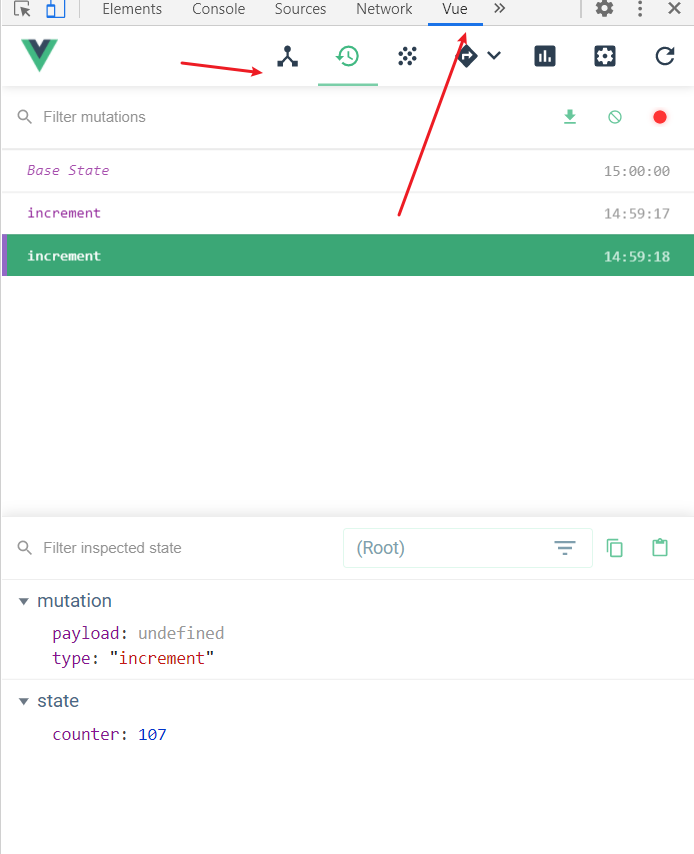 Elements Console Sources Network Vue
Filter mutations
Base State 15:00:00
increment 14:59:17
increment 14:59:18
Filter inspected state (Root)
mutation
payload: undefined
type: "increment"
state
counter: 107